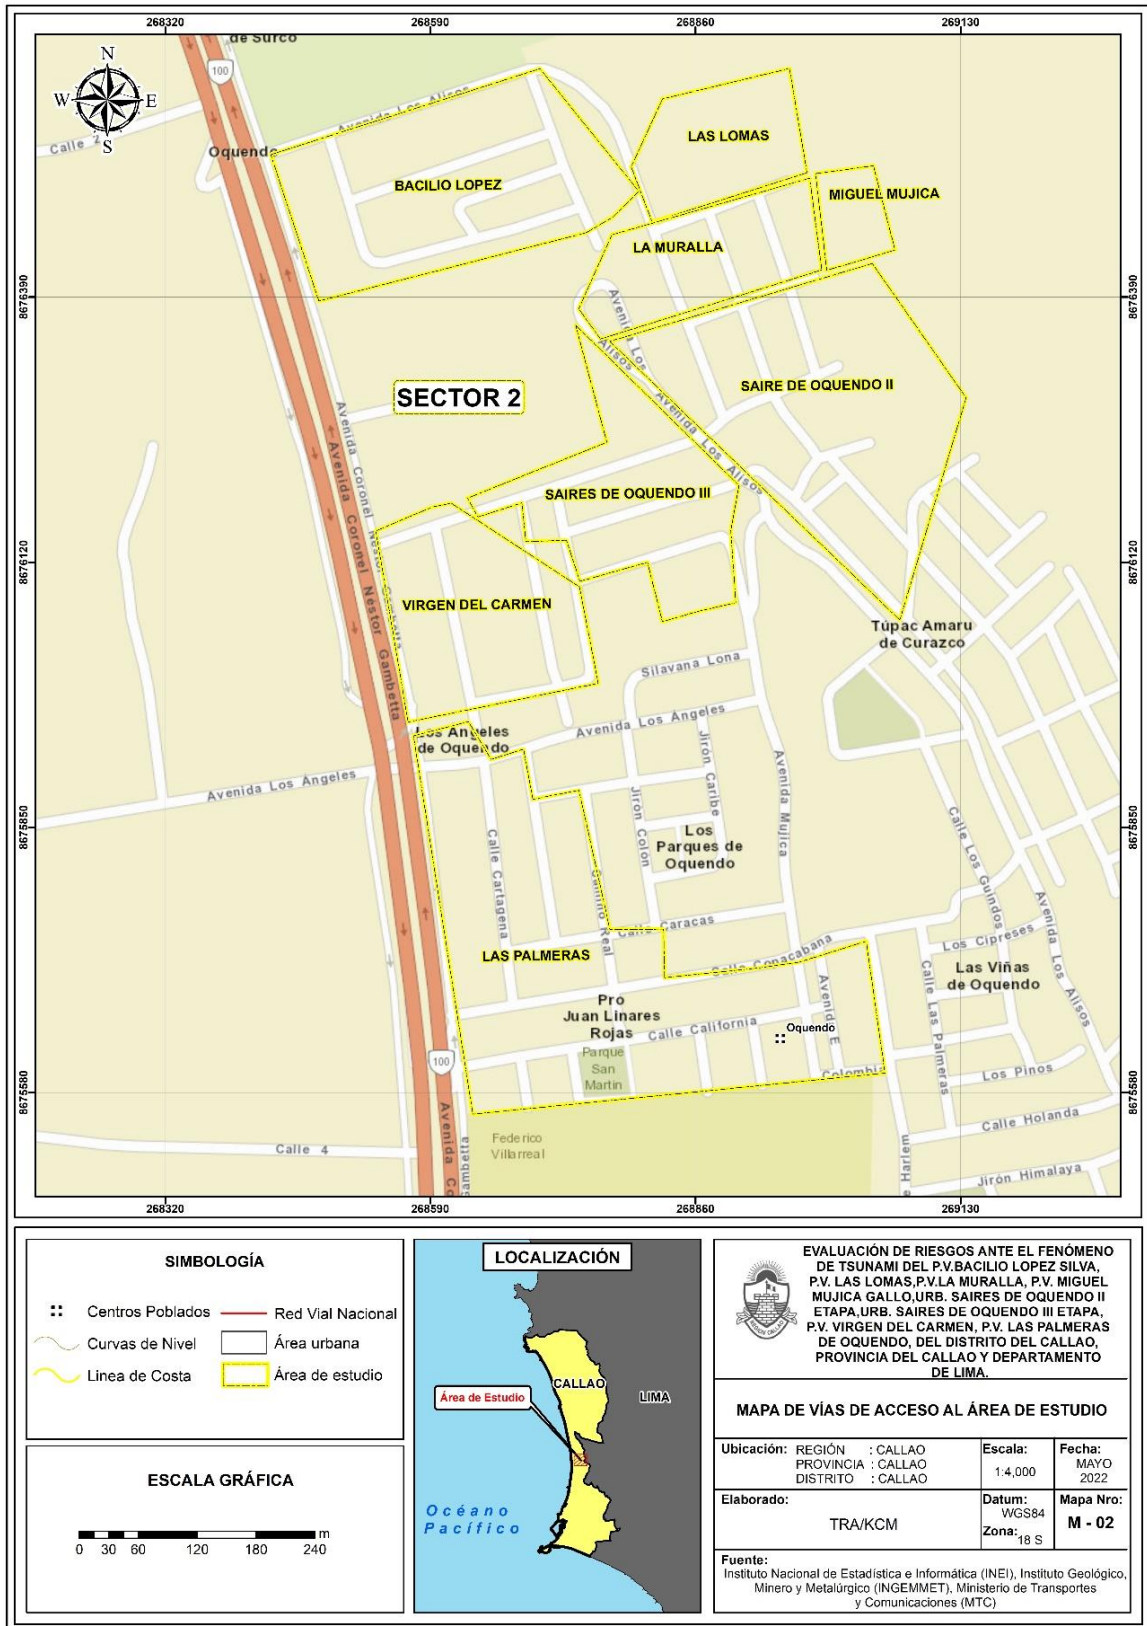 268320
268590
268860
269130
de Surco
N
W
E
S
100
Avenida Los Alisos
Calle 2
Oquendo
LAS LOMAS
BACILIO LOPEZ
MIGUEL MUJICA
LA MURALLA
8676390
8676390
Avenida Los
Alisos
SAIRE DE OQUENDO II
SECTOR 2
Avenida Coronel Néstor Gambetta
Avenida Coronel Néstor Gambetta
Avenida Los Alisos
SAIRES DE OQUENDO III
8676120
8676120
VIRGEN DEL CARMEN
Túpac Amaru
de Curazco
Silavana Lona
Avenida Los Angeles
Los Angeles
de Oquendo
Avenida Los Angeles
Jirón Caribe
Jirón Colón
Avenida Mujica
8675850
8675850
Los
Parques de
Oquendo
Calle Cartagena
Camino Real
Calle Los Guindos
Calle Caracas
LAS PALMERAS
Calle Copacabana
Los Cipreses
Avenida Los Alisos
Las Viñas
de Oquendo
Calle Las Palmeras
Pro
Juan Linares
Rojas
Calle California
Avenida E
Oquendo
Parque
San
Martin
Colombia
Los Pinos
100
8675580
8675580
Calle Holanda
Calle 4
Avenida Co
Gambetta
Federico
Villarreal
e Harlem
Jirón Himalaya
268320
268590
268860
269130
SIMBOLOGÍA
Centros Poblados
Red Vial Nacional
Curvas de Nivel
Área urbana
Linea de Costa
Área de estudio
ESCALA GRÁFICA
m
0 30 60 120 180 240
LOCALIZACIÓN
CALLAO
LIMA
Área de Estudio
Océano
Pacífico
REGIÓN CALLAO
EVALUACIÓN DE RIESGOS ANTE EL FENÓMENO
DE TSUNAMI DEL P.V.BACILIO LOPEZ SILVA,
P.V. LAS LOMAS,P.V.LA MURALLA, P.V. MIGUEL
MUJICA GALLO,URB. SAIRES DE OQUENDO II
ETAPA,URB. SAIRES DE OQUENDO III ETAPA,
P.V. VIRGEN DEL CARMEN, P.V. LAS PALMERAS
DE OQUENDO, DEL DISTRITO DEL CALLAO,
PROVINCIA DEL CALLAO Y DEPARTAMENTO
DE LIMA.
MAPA DE VÍAS DE ACCESO AL ÁREA DE ESTUDIO
Ubicación: REGIÓN : CALLAO
PROVINCIA : CALLAO
DISTRITO : CALLAO
Escala:
1:4,000
Fecha:
MAYO
2022
Elaborado:
TRA/KCM
Datum:
WGS84
Zona: 18 S
Mapa Nro:
M - 02
Fuente:
Instituto Nacional de Estadística e Informática (INEI), Instituto Geológico,
Minero y Metalúrgico (INGEMMET), Ministerio de Transportes
y Comunicaciones (MTC)